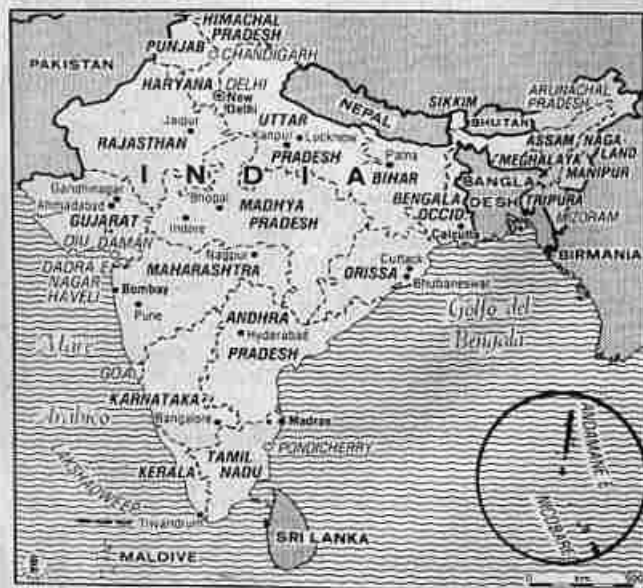 HIMACHAL
PRADESH
PUNJAB
CHANDIGARH
PAKISTAN
HARYANA
DELHI
New
Delhi
ARUNACHAL
PRADESH
NEPAL
SIKKIM
BHUTAN
UTTAR
PRADESH
Jaipur
RAJASTHAN
Kanpur
Lucknow
ASSAM
NAGA
LAND
MEGHALAYA
MANIPUR
INDIA
Patna
BIHAR
BANGLA
DESH
TRIPURA
MIZORAM
Gandhinagar
Ahmadabad
GUJARAT
Bhopal
Indore
MADHYA
PRADESH
BENGALA
OCCID.
Calcutta
BIRMANIA
DIU
DAMAN
DADRA E
NAGAR
HAVELI
Nagpur
MAHARASHTRA
ORISSA
Cuttack
Bhubaneswar
Bombay
Pune
ANDHRA
PRADESH
Hyderabad
Golfo del
Bengala
Mare
Arabico
GOA
KARNATAKA
Bangalore
Madras
PONDICHERRY
TAMIL
NADU
KERALA
LAKSHADWEEP
Trivandrum
SRI LANKA
MALDIVE
ANDAMANE E
NICOBARE
0
km